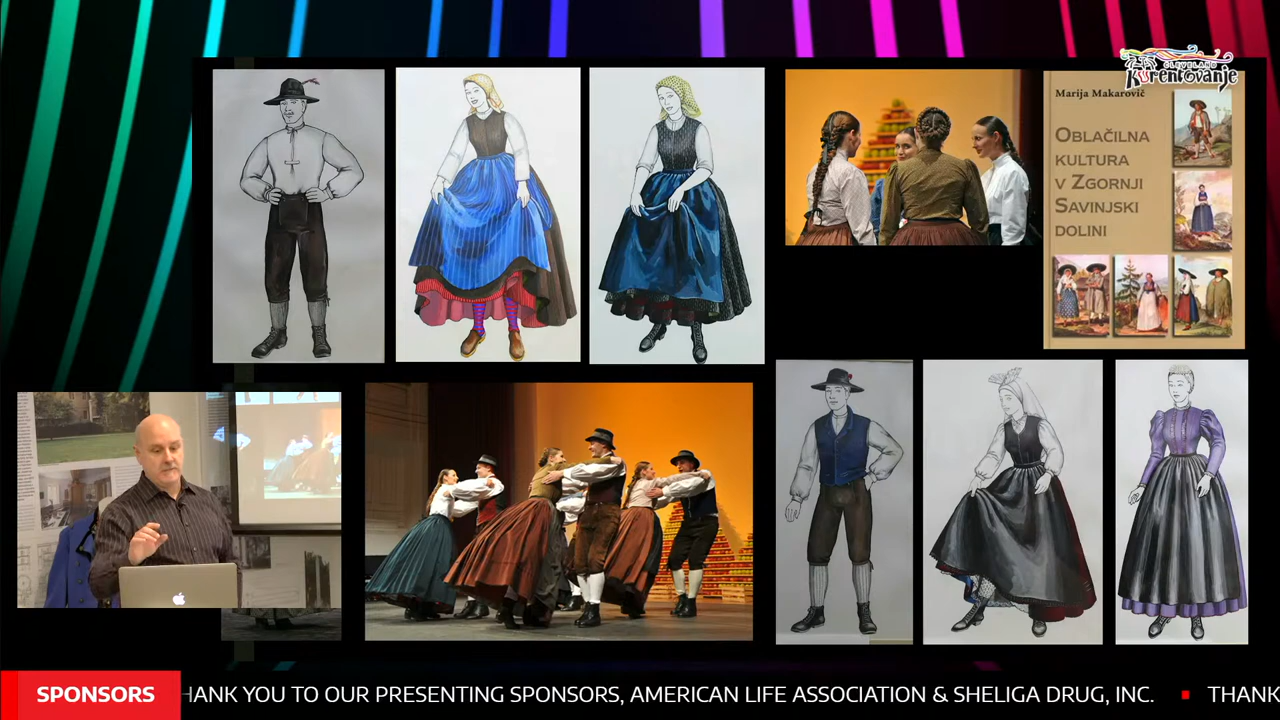 CLEVELAND
Kurentovanje
Marija Makarovič
OBLAČILNA
KULTURA
V ZGORNJI
SAVINJSKI
DOLINI
SPONSORS
HANK YOU TO OUR PRESENTING SPONSORS, AMERICAN LIFE ASSOCIATION & SHELIGA DRUG, INC. ▪ THANK